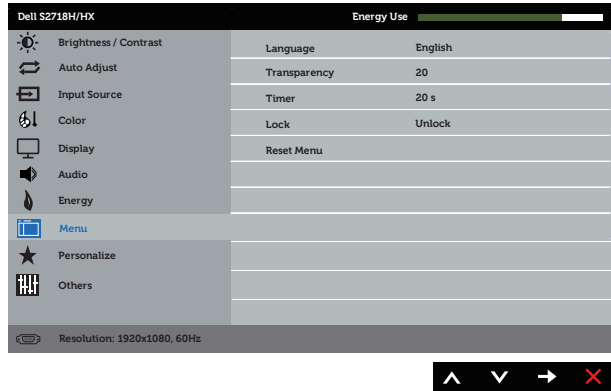 Dell S2718H/HX Energy Use
Brightness / Contrast
Auto Adjust
Input Source
Color
Display
Audio
Energy
Menu
Personalize
Others
Language English
Transparency 20
Timer 20 s
Lock Unlock
Reset Menu
Resolution: 1920x1080, 60Hz